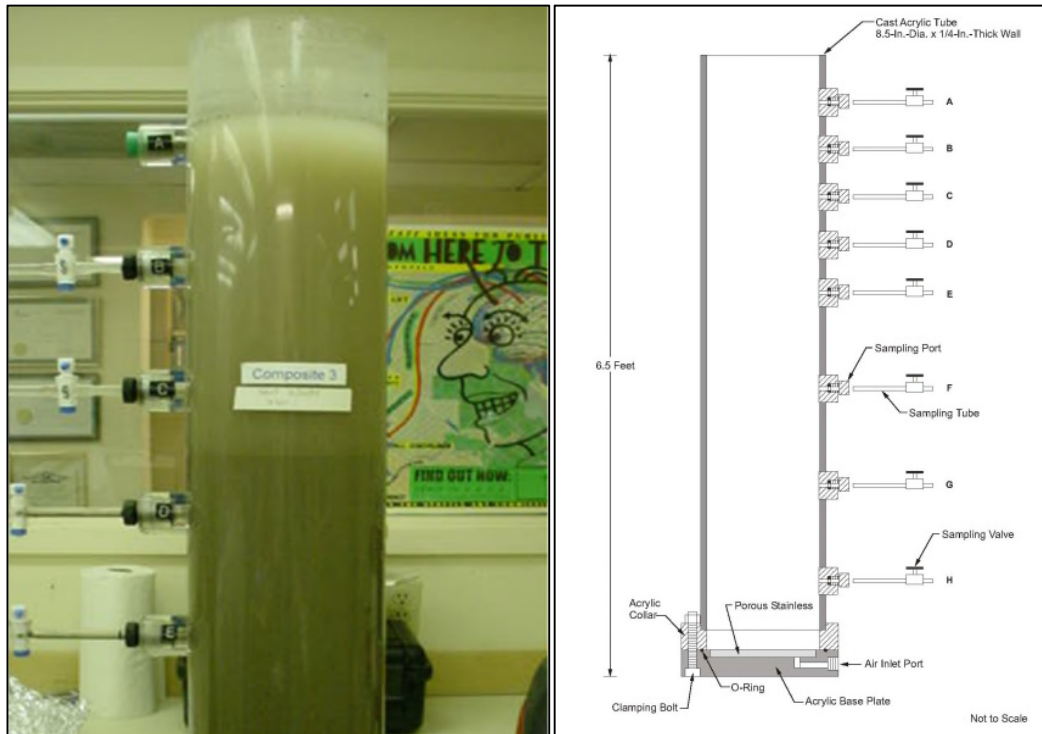 A
B
C
D
E
Composite 3
OM HERE TO T
FIND OUT NOW:
Cast Acrylic Tube
8.5-In.-Dia. x 1/4-In.-Thick Wall
A
B
C
D
E
6.5 Feet
Sampling Port
F
Sampling Tube
G
Sampling Valve
H
Acrylic
Collar
Porous Stainless
Air Inlet Port
O-Ring
Clamping Bolt
Acrylic Base Plate
Not to Scale